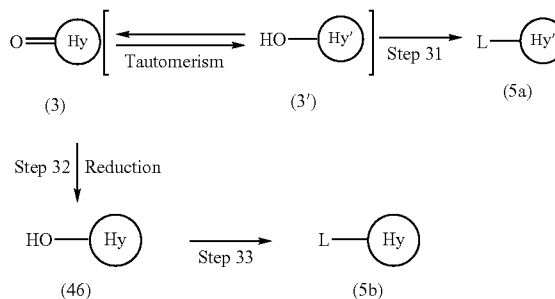 O Hy HO Hy′ Step 31 L Hy′
Tautomerism
(3) (3′) (5a)
Step 32 Reduction
HO Hy Step 33 L Hy
(46) (5b)